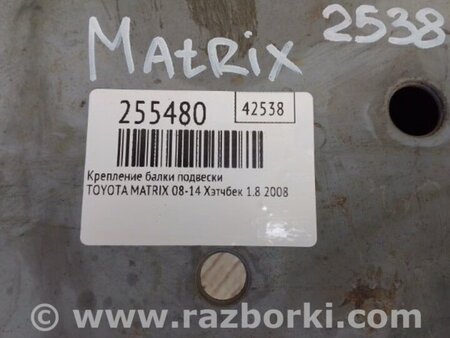 MAtRix 2538
255480
42538
Крепление балки подвески
TOYOTA MATRIX 08-14 Хэтчбек 1.8 2008
© www.razborki.com